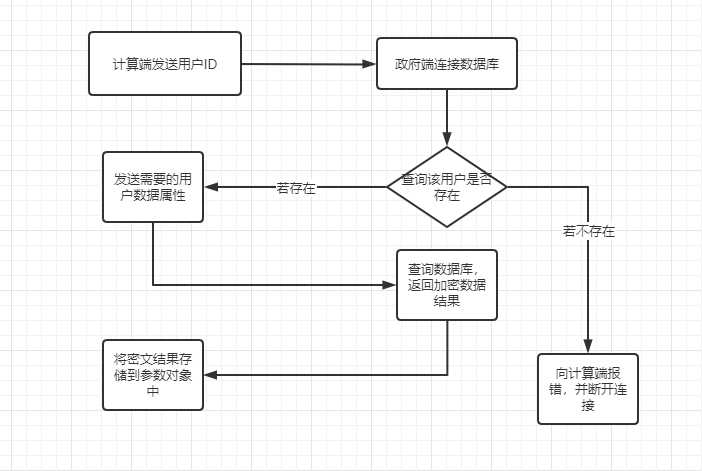 计算端发送用户ID
政府端连接数据库
查询该用户是否
存在
若存在
发送需要的用
户数据属性
若不存在
查询数据库，
返回加密数据
结果
将密文结果存
储到参数对象
中
向计算端报
错，并断开连
接